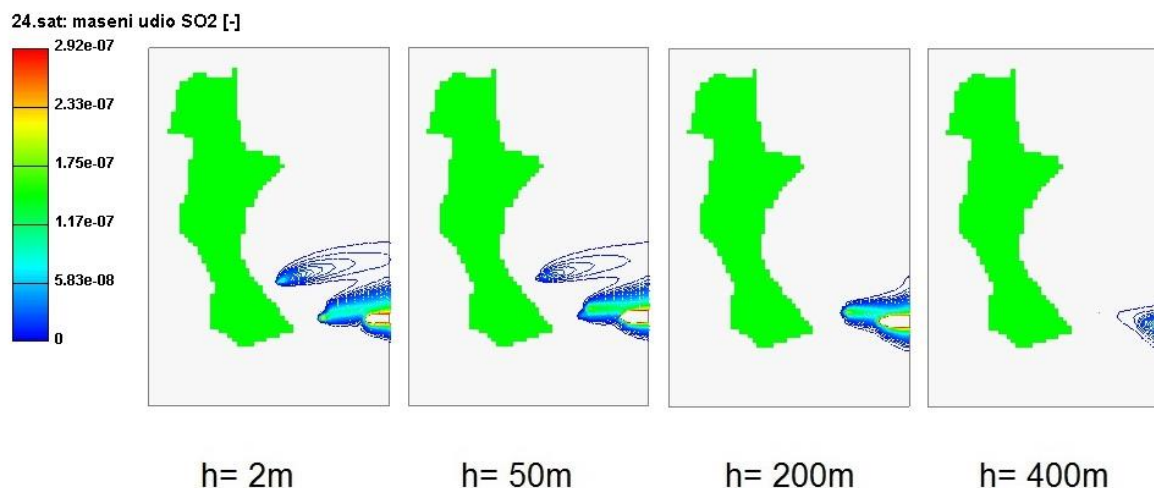 24.sat: maseni udio SO2 [-]
2.92e-07
2.33e-07
1.75e-07
1.17e-07
5.83e-08
0
h= 2m
h= 50m
h= 200m
h= 400m